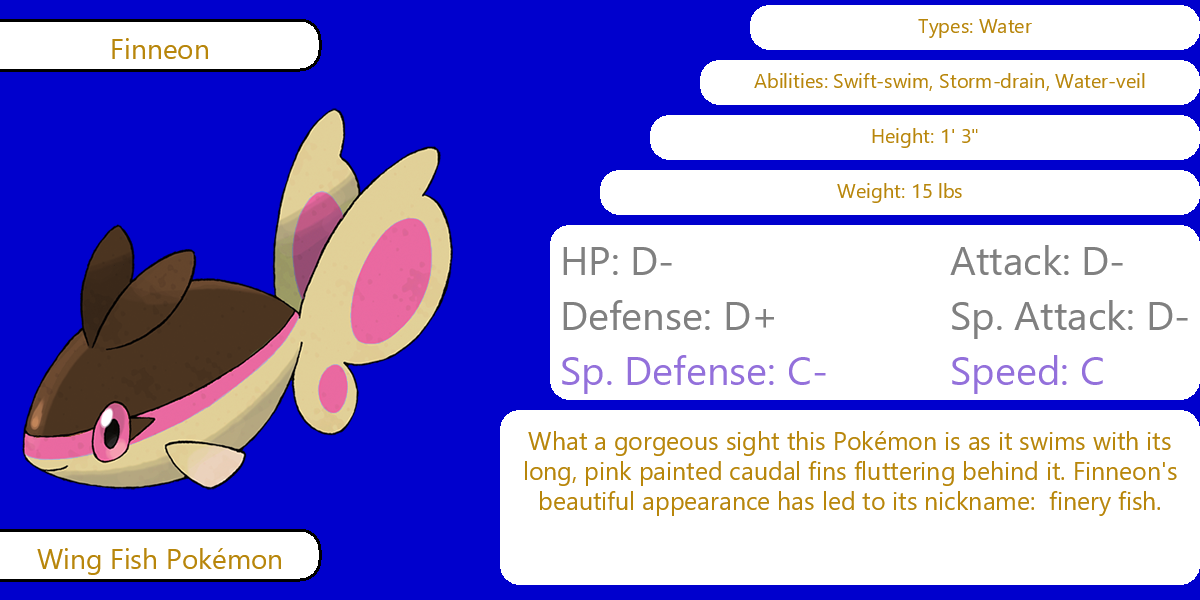 Finneon
Types: Water
Abilities: Swift-swim, Storm-drain, Water-veil
Height: 1' 3"
Weight: 15 lbs
HP: D-
Attack: D-
Defense: D+
Sp. Attack: D-
Sp. Defense: C-
Speed: C
What a gorgeous sight this Pokémon is as it swims with its
long, pink painted caudal fins fluttering behind it. Finneon's
beautiful appearance has led to its nickname:  finery fish.
Wing Fish Pokémon